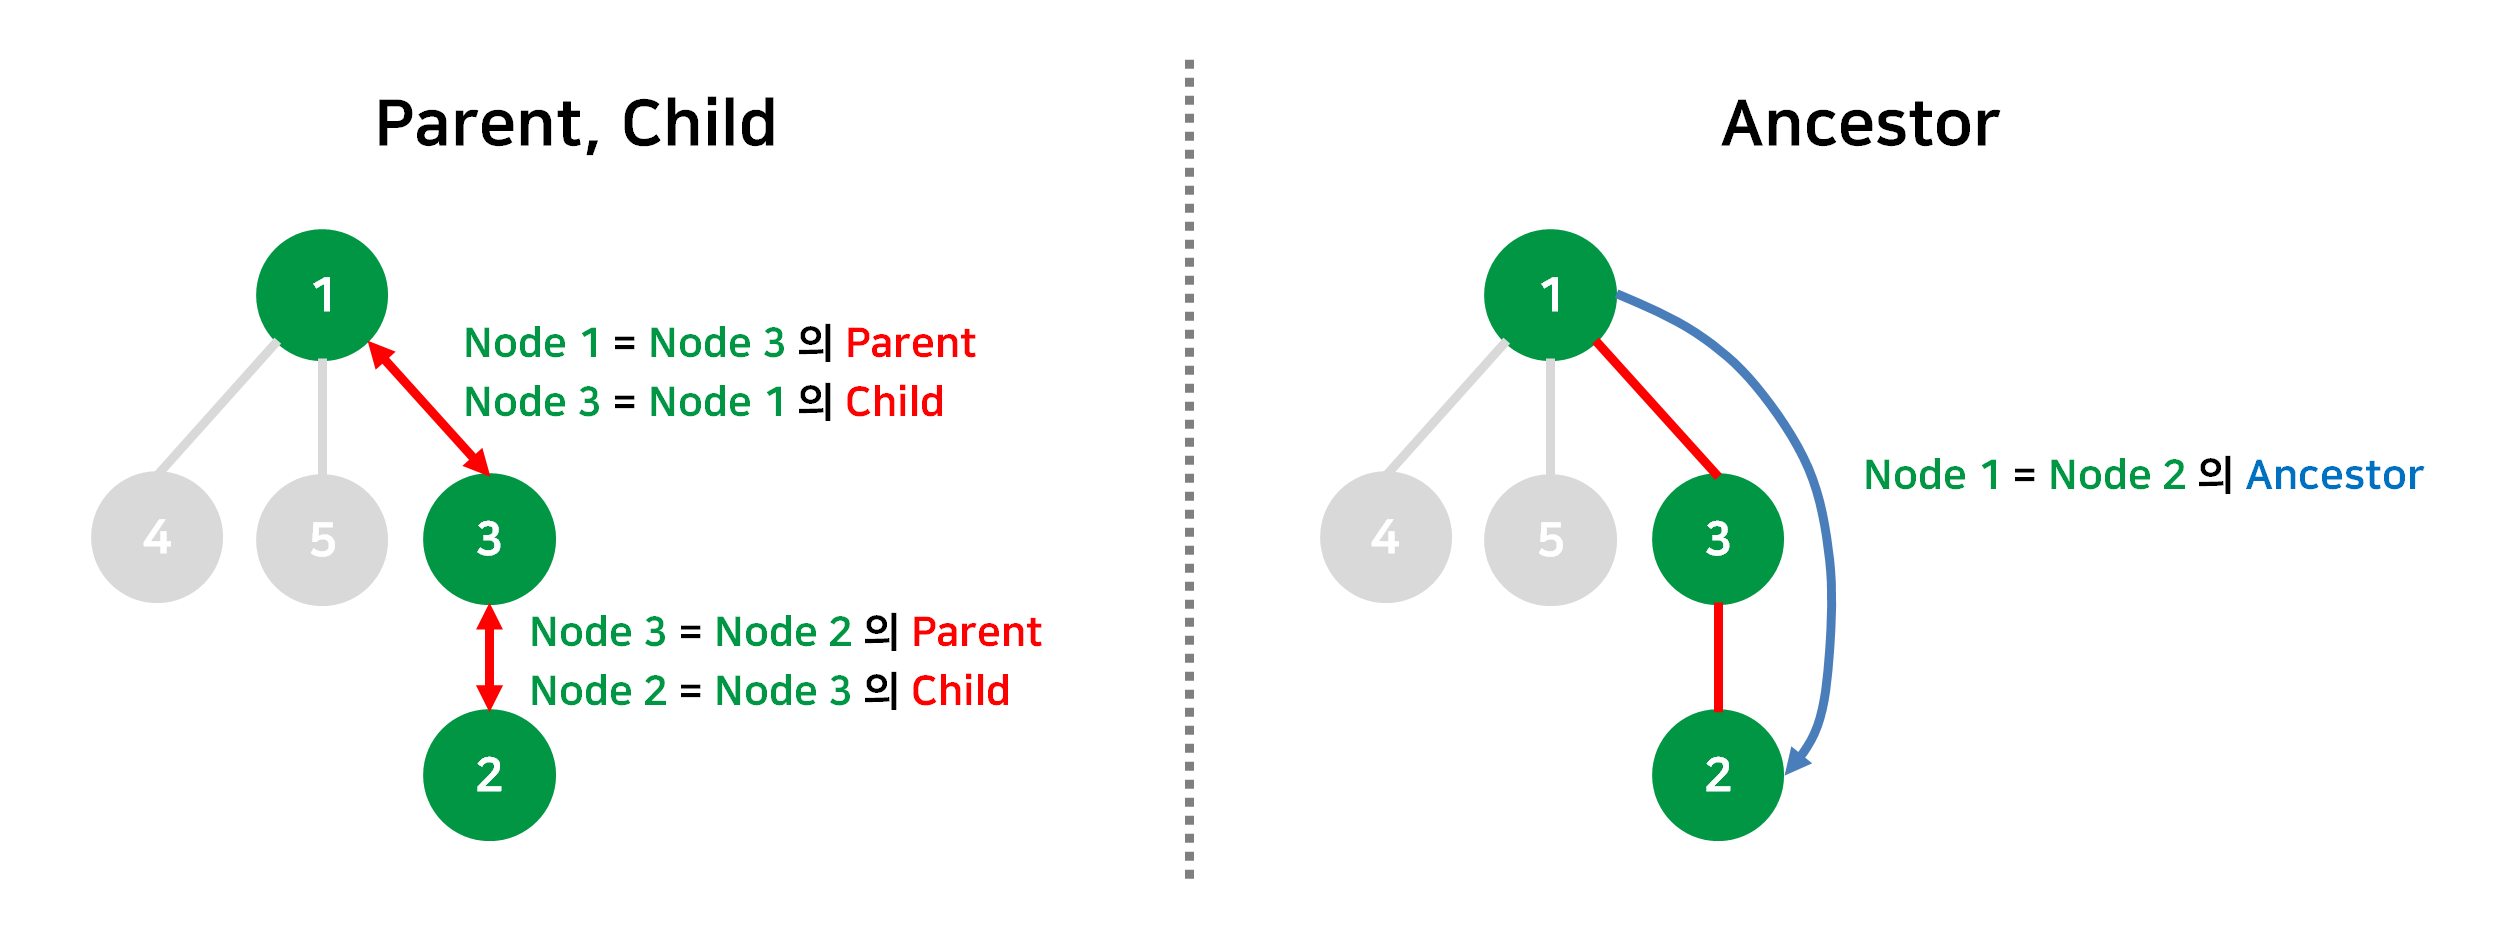 Parent, Child
1
Node 1 = Node 3 의 Parent
Node 3 = Node 1 의 Child
4
5
3
Node 3 = Node 2 의 Parent
Node 2 = Node 3 의 Child
2
Ancestor
1
Node 1 = Node 2 의 Ancestor
4
5
3
2